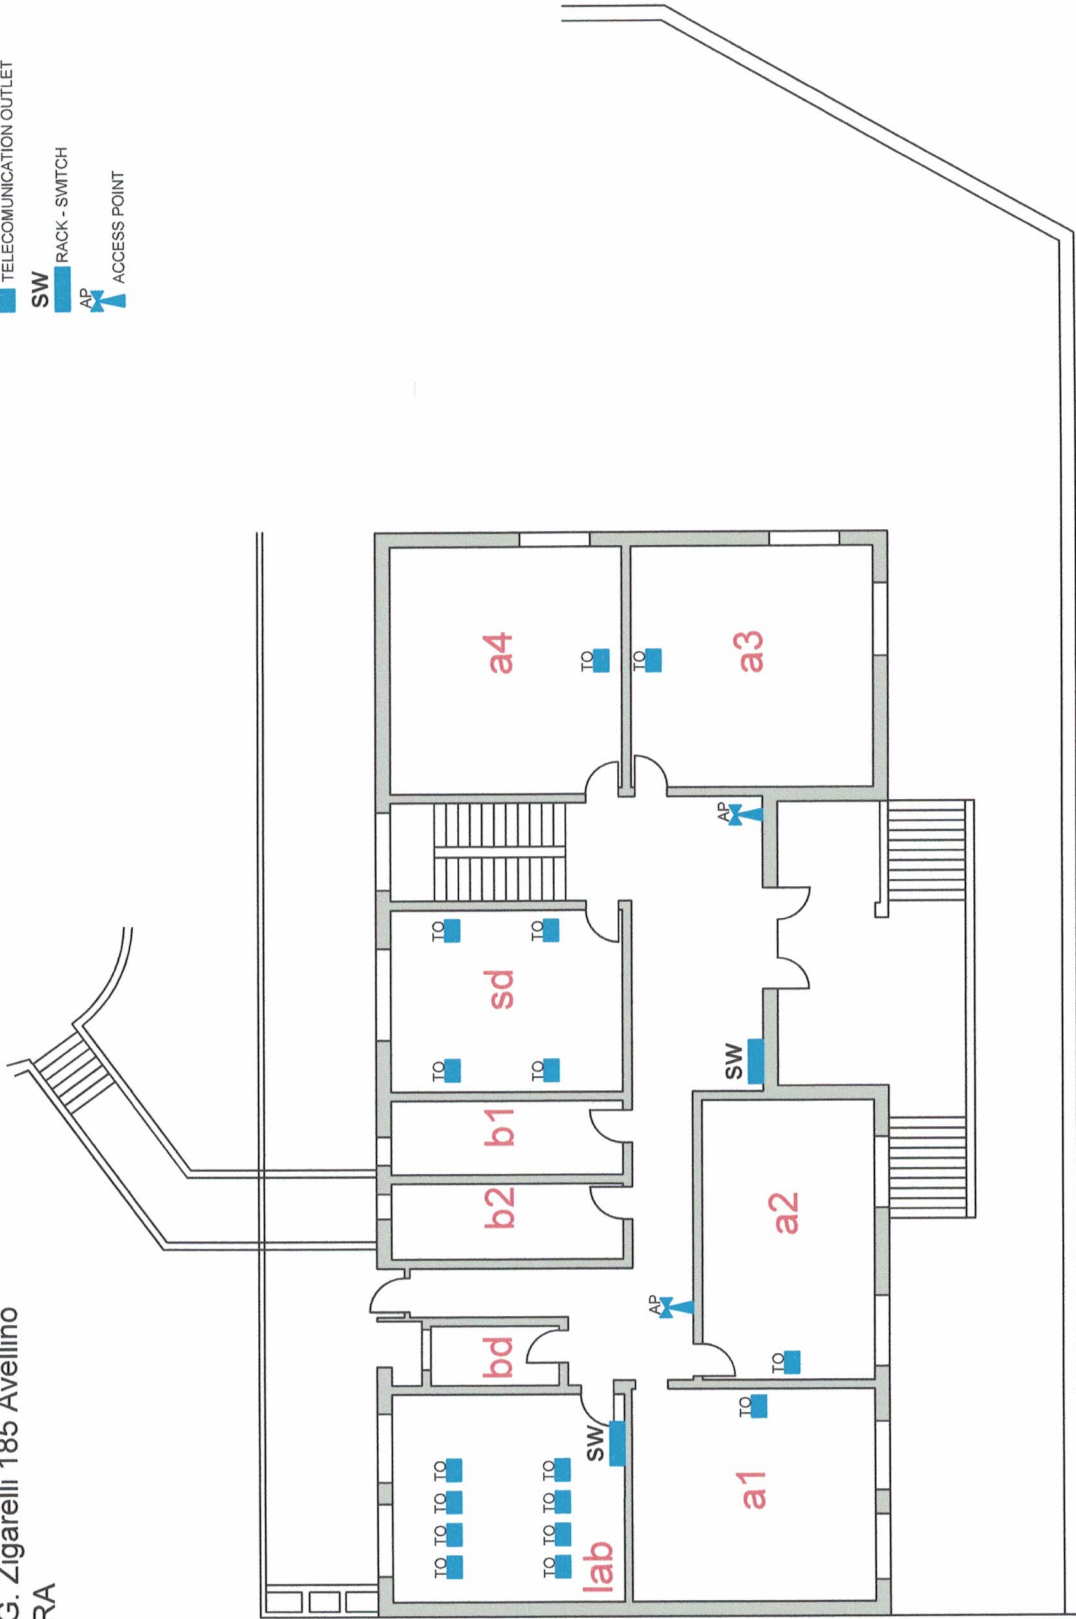 G. Zigarelli 185 Avellino
RA
TELECOMUNICATION OUTLET
SW
RACK - SWITCH
AP
ACCESS POINT
TO
TO
TO
TO
TO
TO
TO
TO
lab
SW
bd
b2
b1
TO
TO
sd
TO
TO
a4
TO
a1
TO
TO
a2
AP
SW
AP
TO
a3